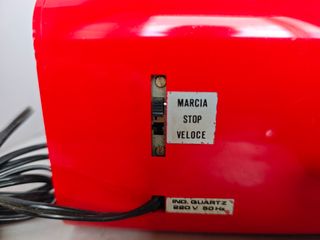 MARCIA
STOP
VELOCE
IND. QUARTZ
220 V. 50 Hz